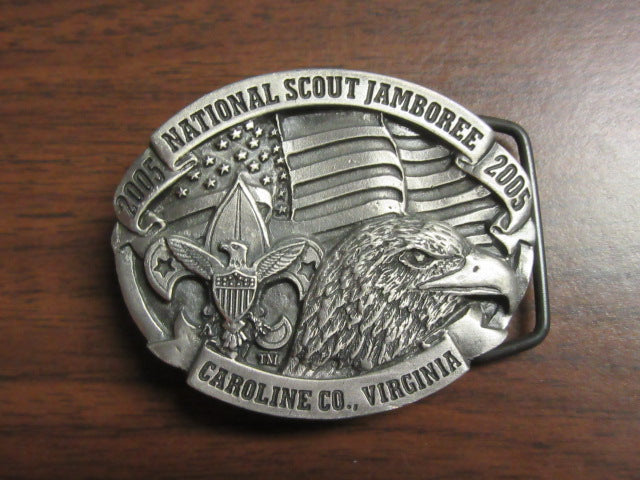 NATIONAL SCOUT JAMBOREE
2005
2005
TM
CAROLINE CO., VIRGINIA